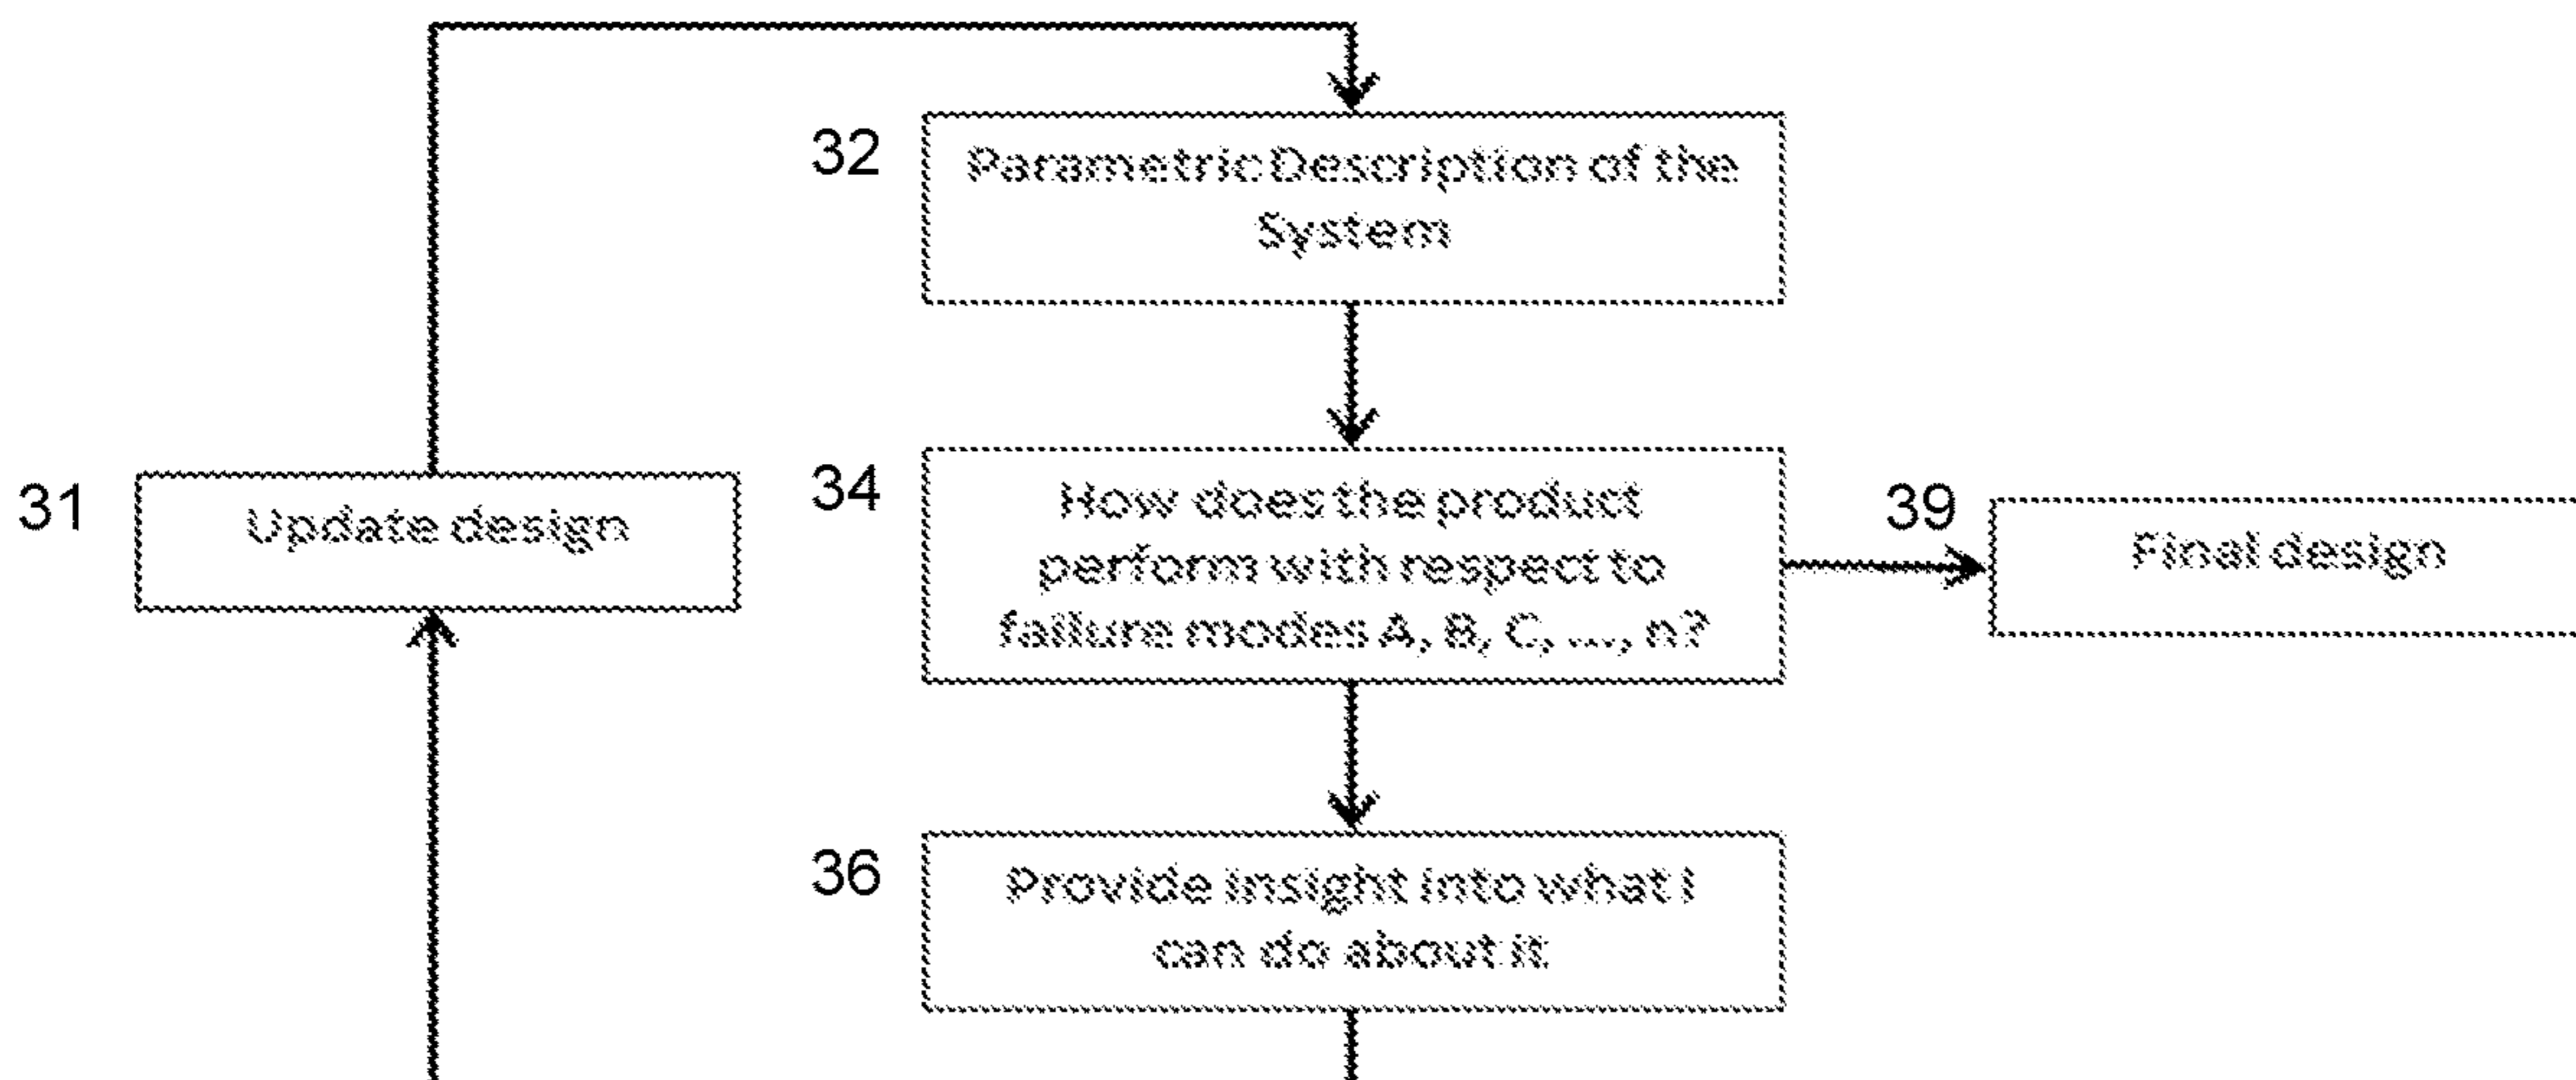 32
Parametric Description of the
System
31
Update design
34
How does the product
perform with respect to
failure modes A, B, C, ..., n?
39
Final design
36
Provide insight into what I
can do about it